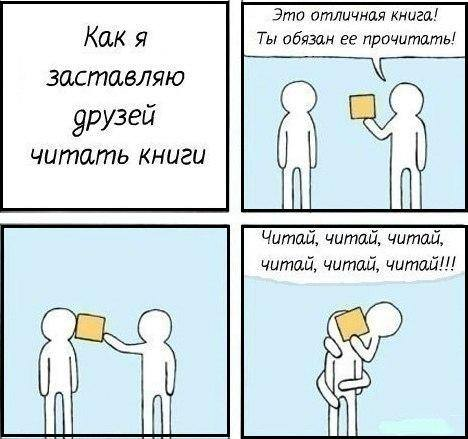 Как я
заставляю
друзей
читать книги
Это отличная книга!
Ты обязан ее прочитать!
Читай, читай, читай,
читай, читай, читай!!!